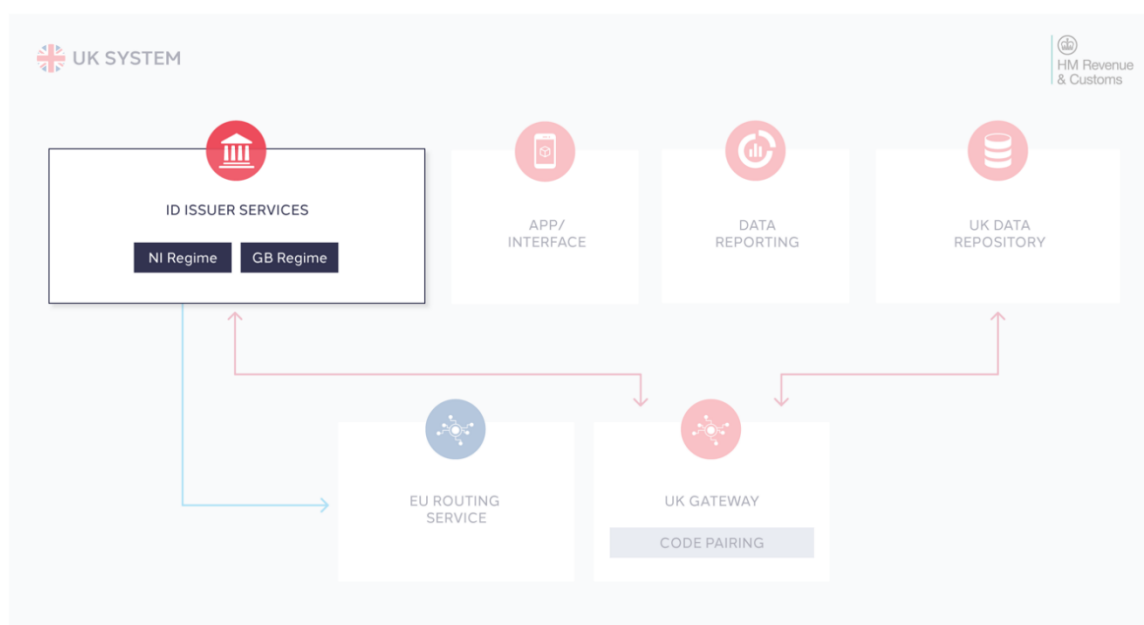 UK SYSTEM
HM Revenue
& Customs
ID ISSUER SERVICES
NI Regime
GB Regime
APP/
INTERFACE
DATA
REPORTING
UK DATA
REPOSITORY
EU ROUTING
SERVICE
UK GATEWAY
CODE PAIRING